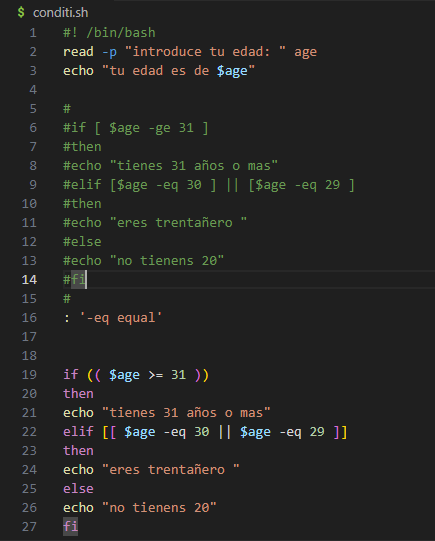 $ conditi.sh
1 #! /bin/bash
2 read -p "introduce tu edad: " age
3 echo "tu edad es de $age"
4
5 #
6 #if [ $age -ge 31 ]
7 #then
8 #echo "tienes 31 años o mas"
9 #elif [$age -eq 30 ] || [$age -eq 29 ]
10 #then
11 #echo "eres trentañero "
12 #else
13 #echo "no tienens 20"
14 #fi
15 #
16 : '-eq equal'
17
18
19 if (( $age >= 31 ))
20 then
21 echo "tienes 31 años o mas"
22 elif [[ $age -eq 30 || $age -eq 29 ]]
23 then
24 echo "eres trentañero "
25 else
26 echo "no tienens 20"
27 fi